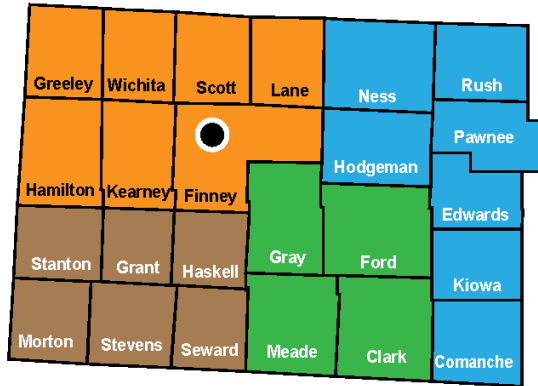 Greeley
Wichita
Scott
Lane
Ness
Rush
Pawnee
Hodgeman
Hamilton
Kearney
Finney
Edwards
Stanton
Grant
Haskell
Gray
Ford
Kiowa
Morton
Stevens
Seward
Meade
Clark
Comanche